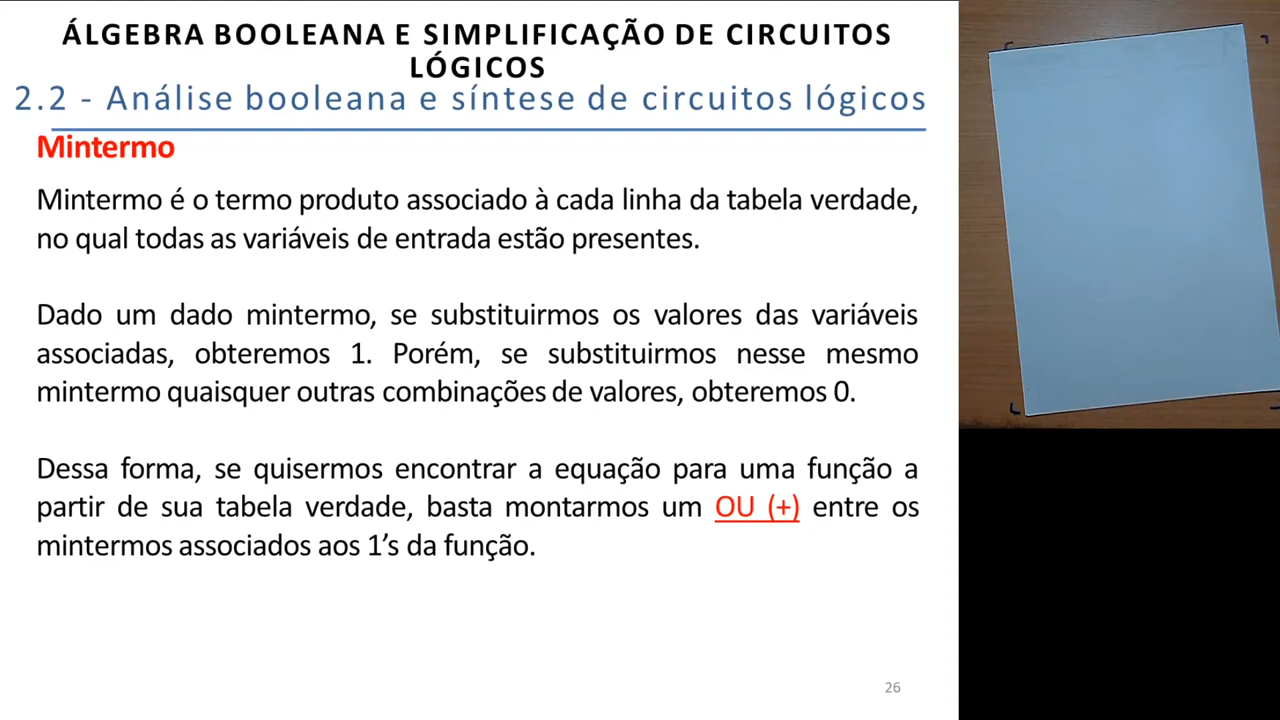 ÁLGEBRA BOOLEANA E SIMPLIFICAÇÃO DE CIRCUITOS
LÓGICOS
2.2 - Análise booleana e síntese de circuitos lógicos
Mintermo
Mintermo é o termo produto associado à cada linha da tabela verdade,
no qual todas as variáveis de entrada estão presentes.
Dado um dado mintermo, se substituirmos os valores das variáveis
associadas, obteremos 1. Porém, se substituirmos nesse mesmo
mintermo quaisquer outras combinações de valores, obteremos 0.
Dessa forma, se quisermos encontrar a equação para uma função a
partir de sua tabela verdade, basta montarmos um OU (+) entre os
mintermos associados aos 1’s da função.
26